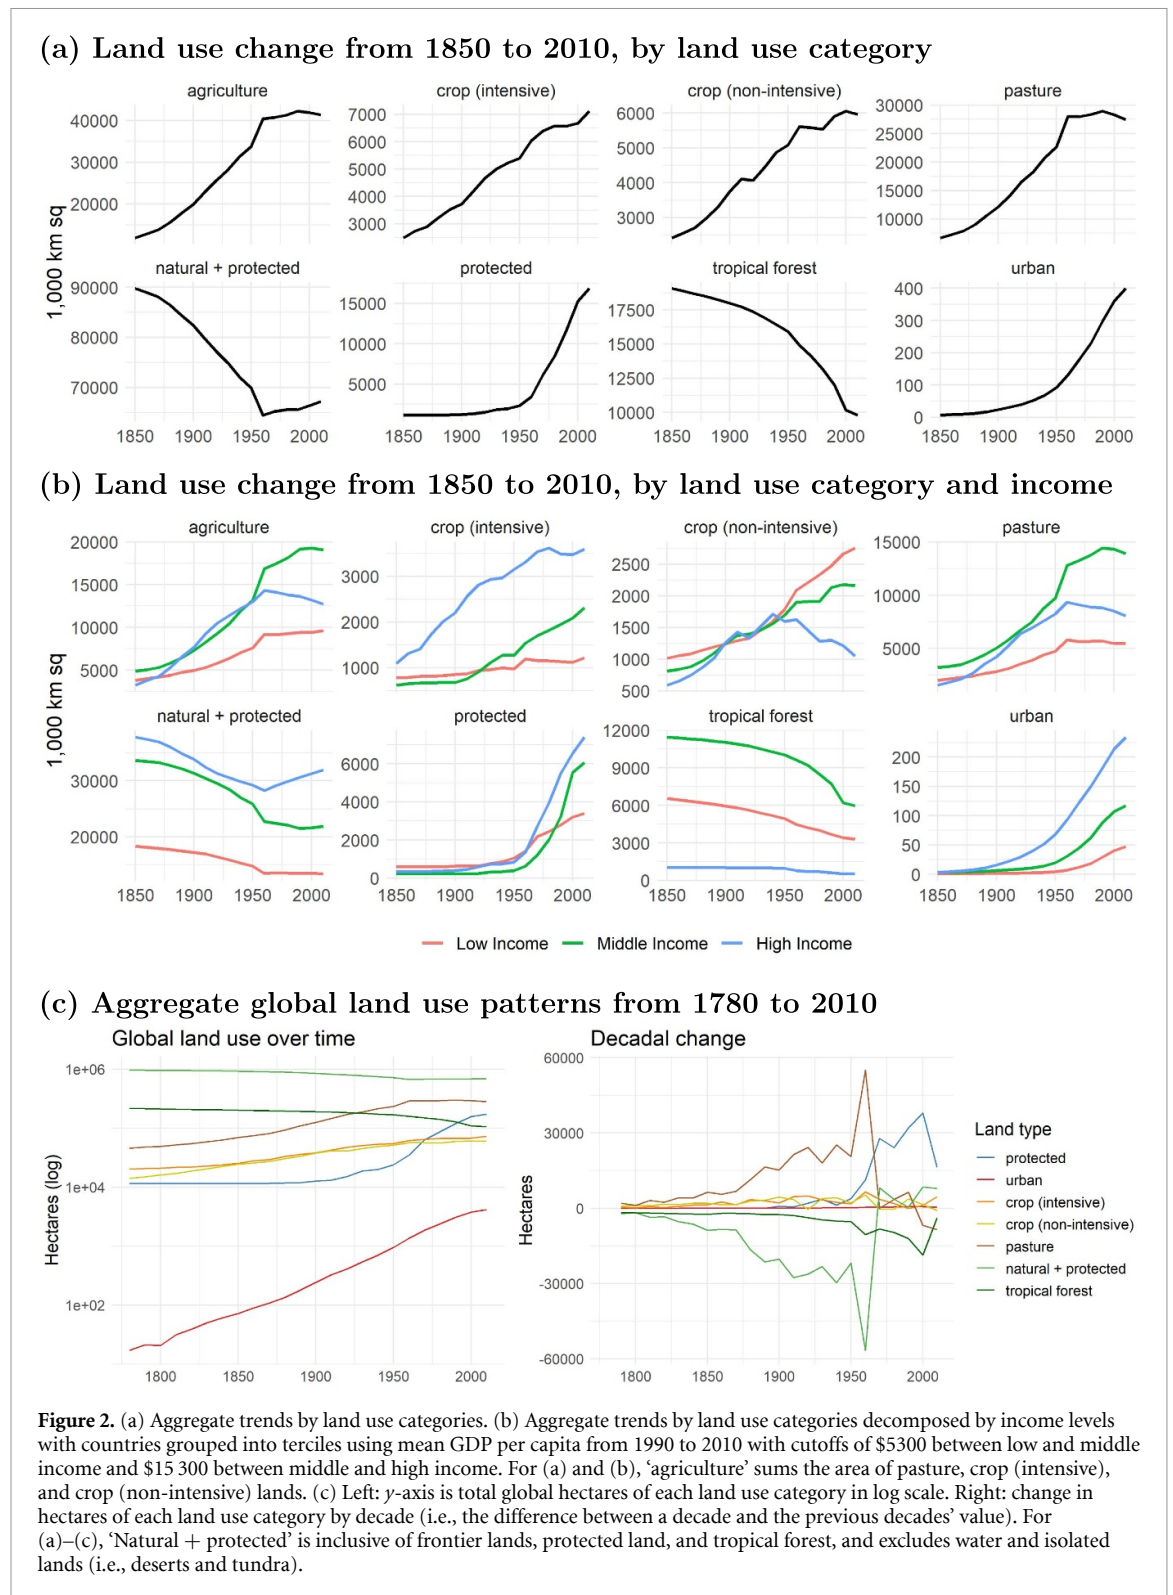 (a) Land use change from 1850 to 2010, by land use category
agriculture crop (intensive) crop (non-intensive) pasture
40000
30000
20000
7000
6000
5000
4000
3000
6000
5000
4000
3000
30000
25000
20000
15000
10000
1,000 km sq
natural + protected protected tropical forest urban
90000
80000
70000
15000
10000
5000
17500
15000
12500
10000
400
300
200
100
0
1850 1900 1950 2000 1850 1900 1950 2000 1850 1900 1950 2000 1850 1900 1950 2000
(b) Land use change from 1850 to 2010, by land use category and income
agriculture crop (intensive) crop (non-intensive) pasture
20000
15000
10000
5000
3000
2000
1000
2500
2000
1500
1000
500
15000
10000
5000
1,000 km sq
natural + protected protected tropical forest urban
30000
20000
6000
4000
2000
0
12000
9000
6000
3000
0
200
150
100
50
0
1850 1900 1950 2000 1850 1900 1950 2000 1850 1900 1950 2000 1850 1900 1950 2000
Low Income Middle Income High Income
(c) Aggregate global land use patterns from 1780 to 2010
Global land use over time
Hectares (log)
1e+06
1e+04
1e+02
1800 1850 1900 1950 2000
Decadal change
Hectares
60000
30000
0
-30000
-60000
1800 1850 1900 1950 2000
Land type
protected
urban
crop (intensive)
crop (non-intensive)
pasture
natural + protected
tropical forest
Figure 2. (a) Aggregate trends by land use categories. (b) Aggregate trends by land use categories decomposed by income levels
with countries grouped into terciles using mean GDP per capita from 1990 to 2010 with cutoffs of $5300 between low and middle
income and $15 300 between middle and high income. For (a) and (b), ‘agriculture’ sums the area of pasture, crop (intensive),
and crop (non-intensive) lands. (c) Left: y-axis is total global hectares of each land use category in log scale. Right: change in
hectares of each land use category by decade (i.e., the difference between a decade and the previous decades’ value). For
(a)–(c), ‘Natural + protected’ is inclusive of frontier lands, protected land, and tropical forest, and excludes water and isolated
lands (i.e., deserts and tundra).